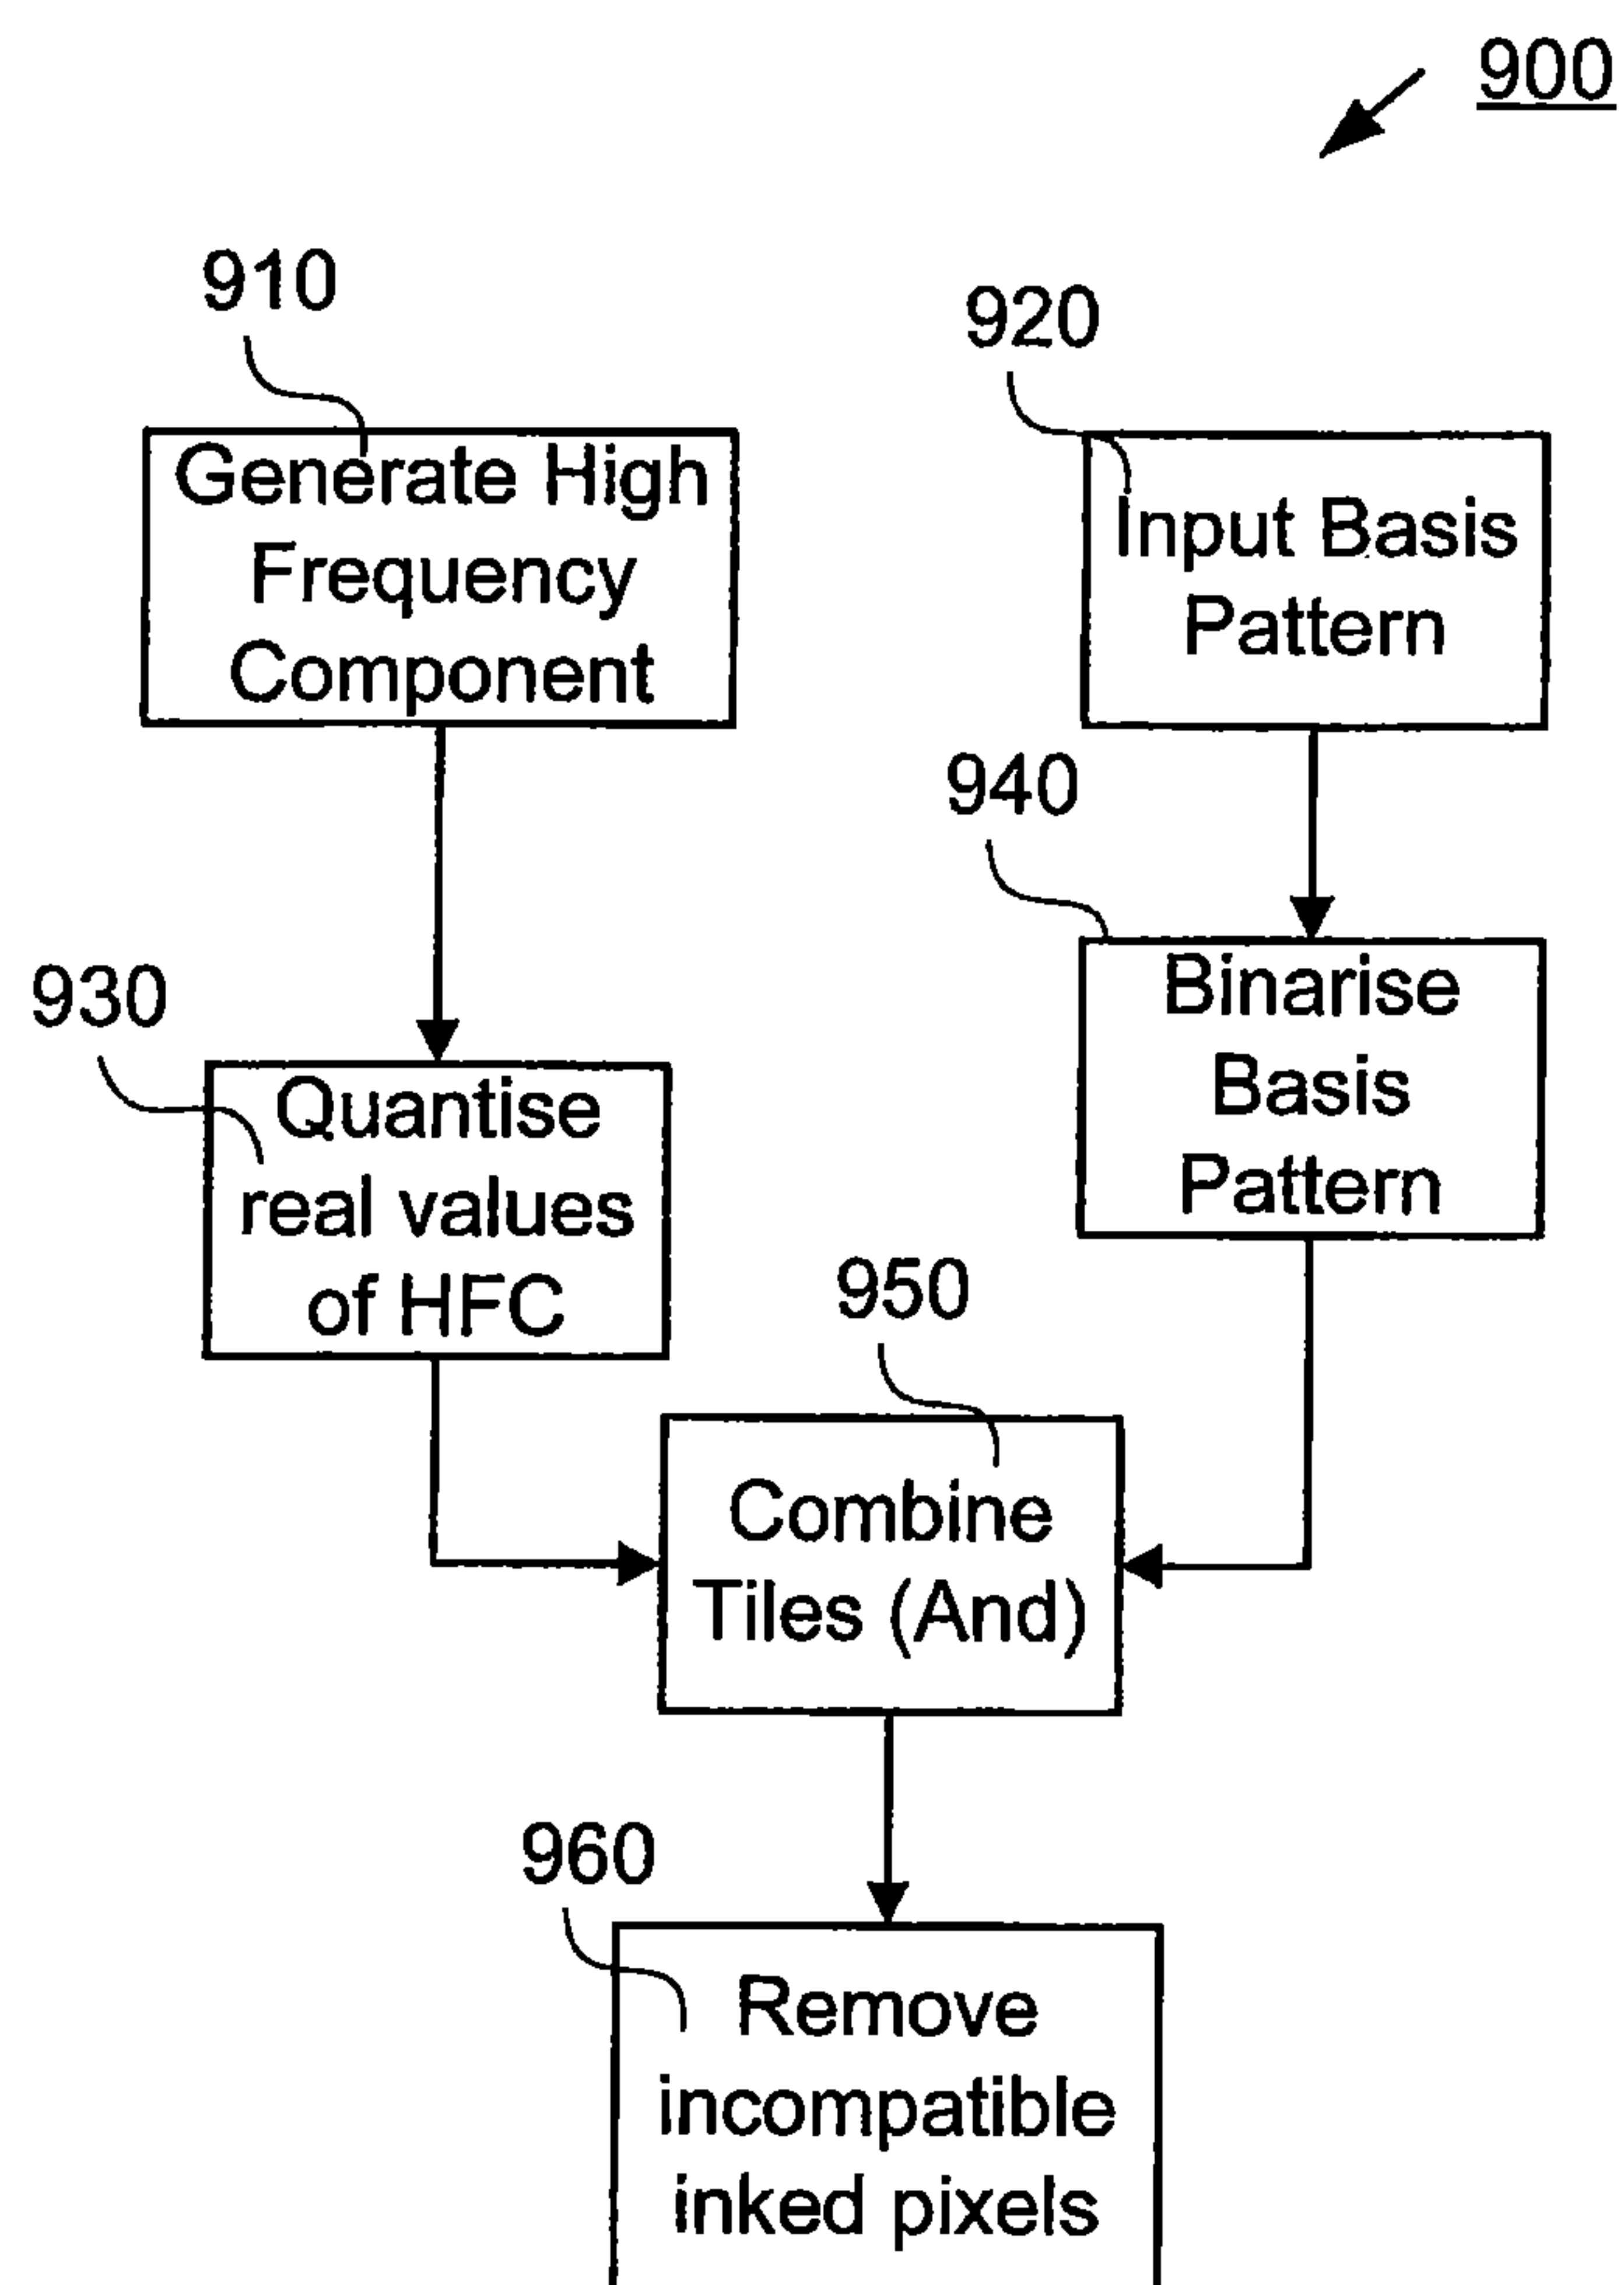 900
910
Generate High
Frequency
Component
920
Input Basis
Pattern
940
Binarise
Basis
Pattern
930
Quantise
real values
of HFC
950
Combine
Tiles (And)
960
Remove
incompatible
inked pixels